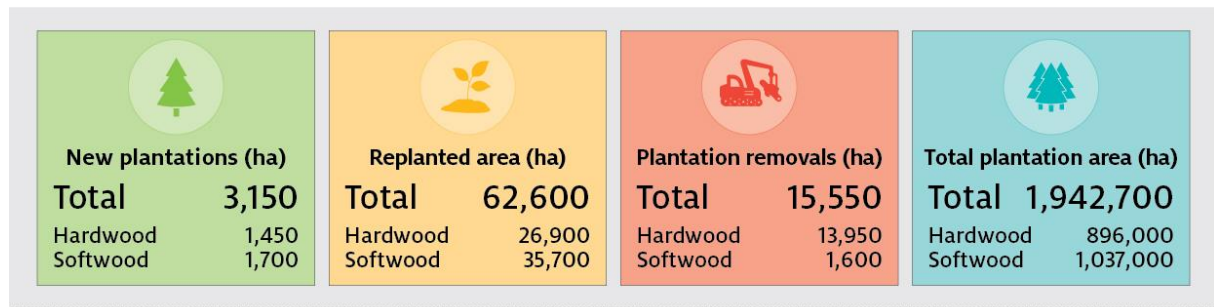 New plantations (ha)
Total 3,150
Hardwood 1,450
Softwood 1,700
Replanted area (ha)
Total 62,600
Hardwood 26,900
Softwood 35,700
Plantation removals (ha)
Total 15,550
Hardwood 13,950
Softwood 1,600
Total plantation area (ha)
Total 1,942,700
Hardwood 896,000
Softwood 1,037,000